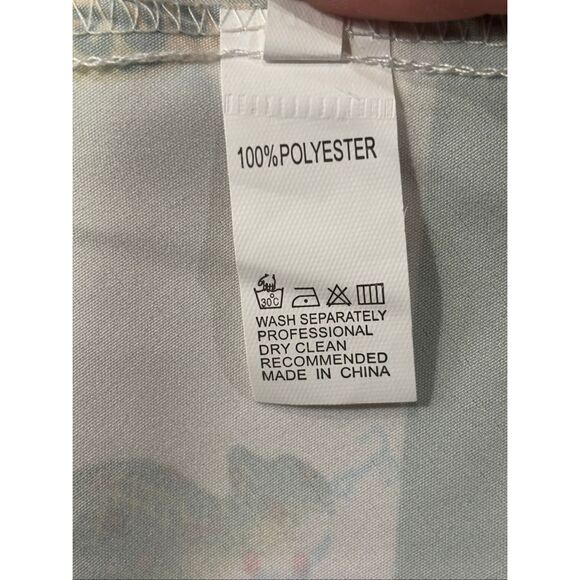 100%POLYESTER
30°C
WASH SEPARATELY
PROFESSIONAL
DRY CLEAN
RECOMMENDED
MADE IN CHINA